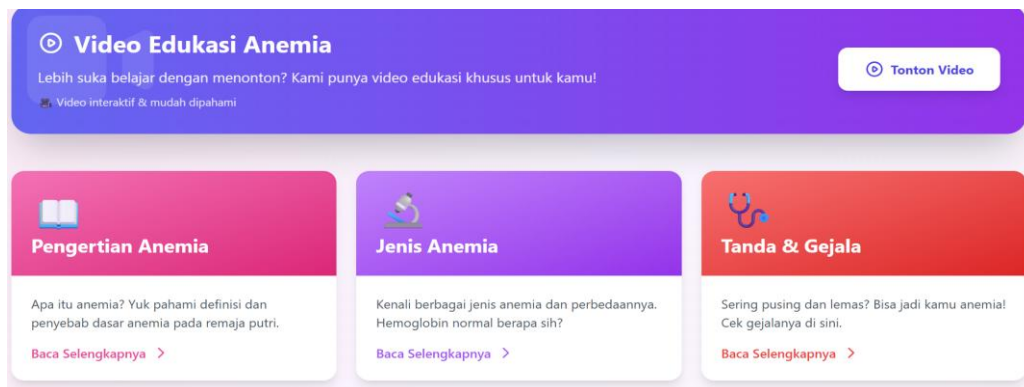 Video Edukasi Anemia
Lebih suka belajar dengan menonton? Kami punya video edukasi khusus untuk kamu!
Video interaktif & mudah dipahami
Tonton Video
Pengertian Anemia
Apa itu anemia? Yuk pahami definisi dan
penyebab dasar anemia pada remaja putri.
Baca Selengkapnya
Jenis Anemia
Kenali berbagai jenis anemia dan perbedaannya.
Hemoglobin normal berapa sih?
Baca Selengkapnya
Tanda & Gejala
Sering pusing dan lemas? Bisa jadi kamu anemia!
Cek gejalanya di sini.
Baca Selengkapnya